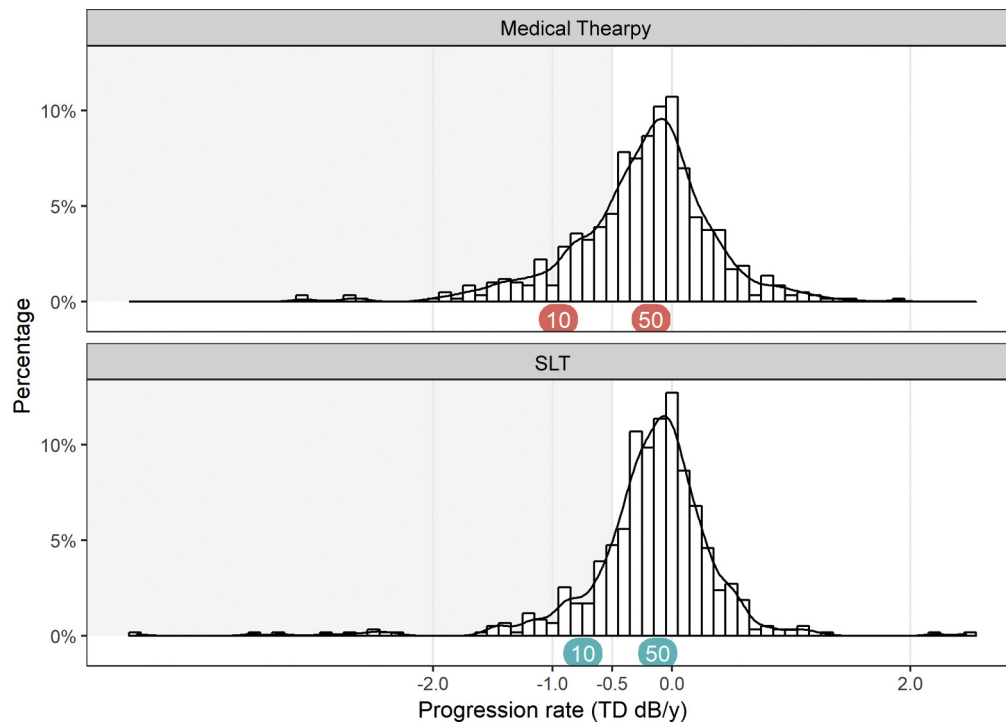 Medical Thearpy
10%
5%
0%
10 50
SLT
10%
5%
0%
10 50
-2.0 -1.0 -0.5 0.0 2.0
Progression rate (TD dB/y)
Percentage